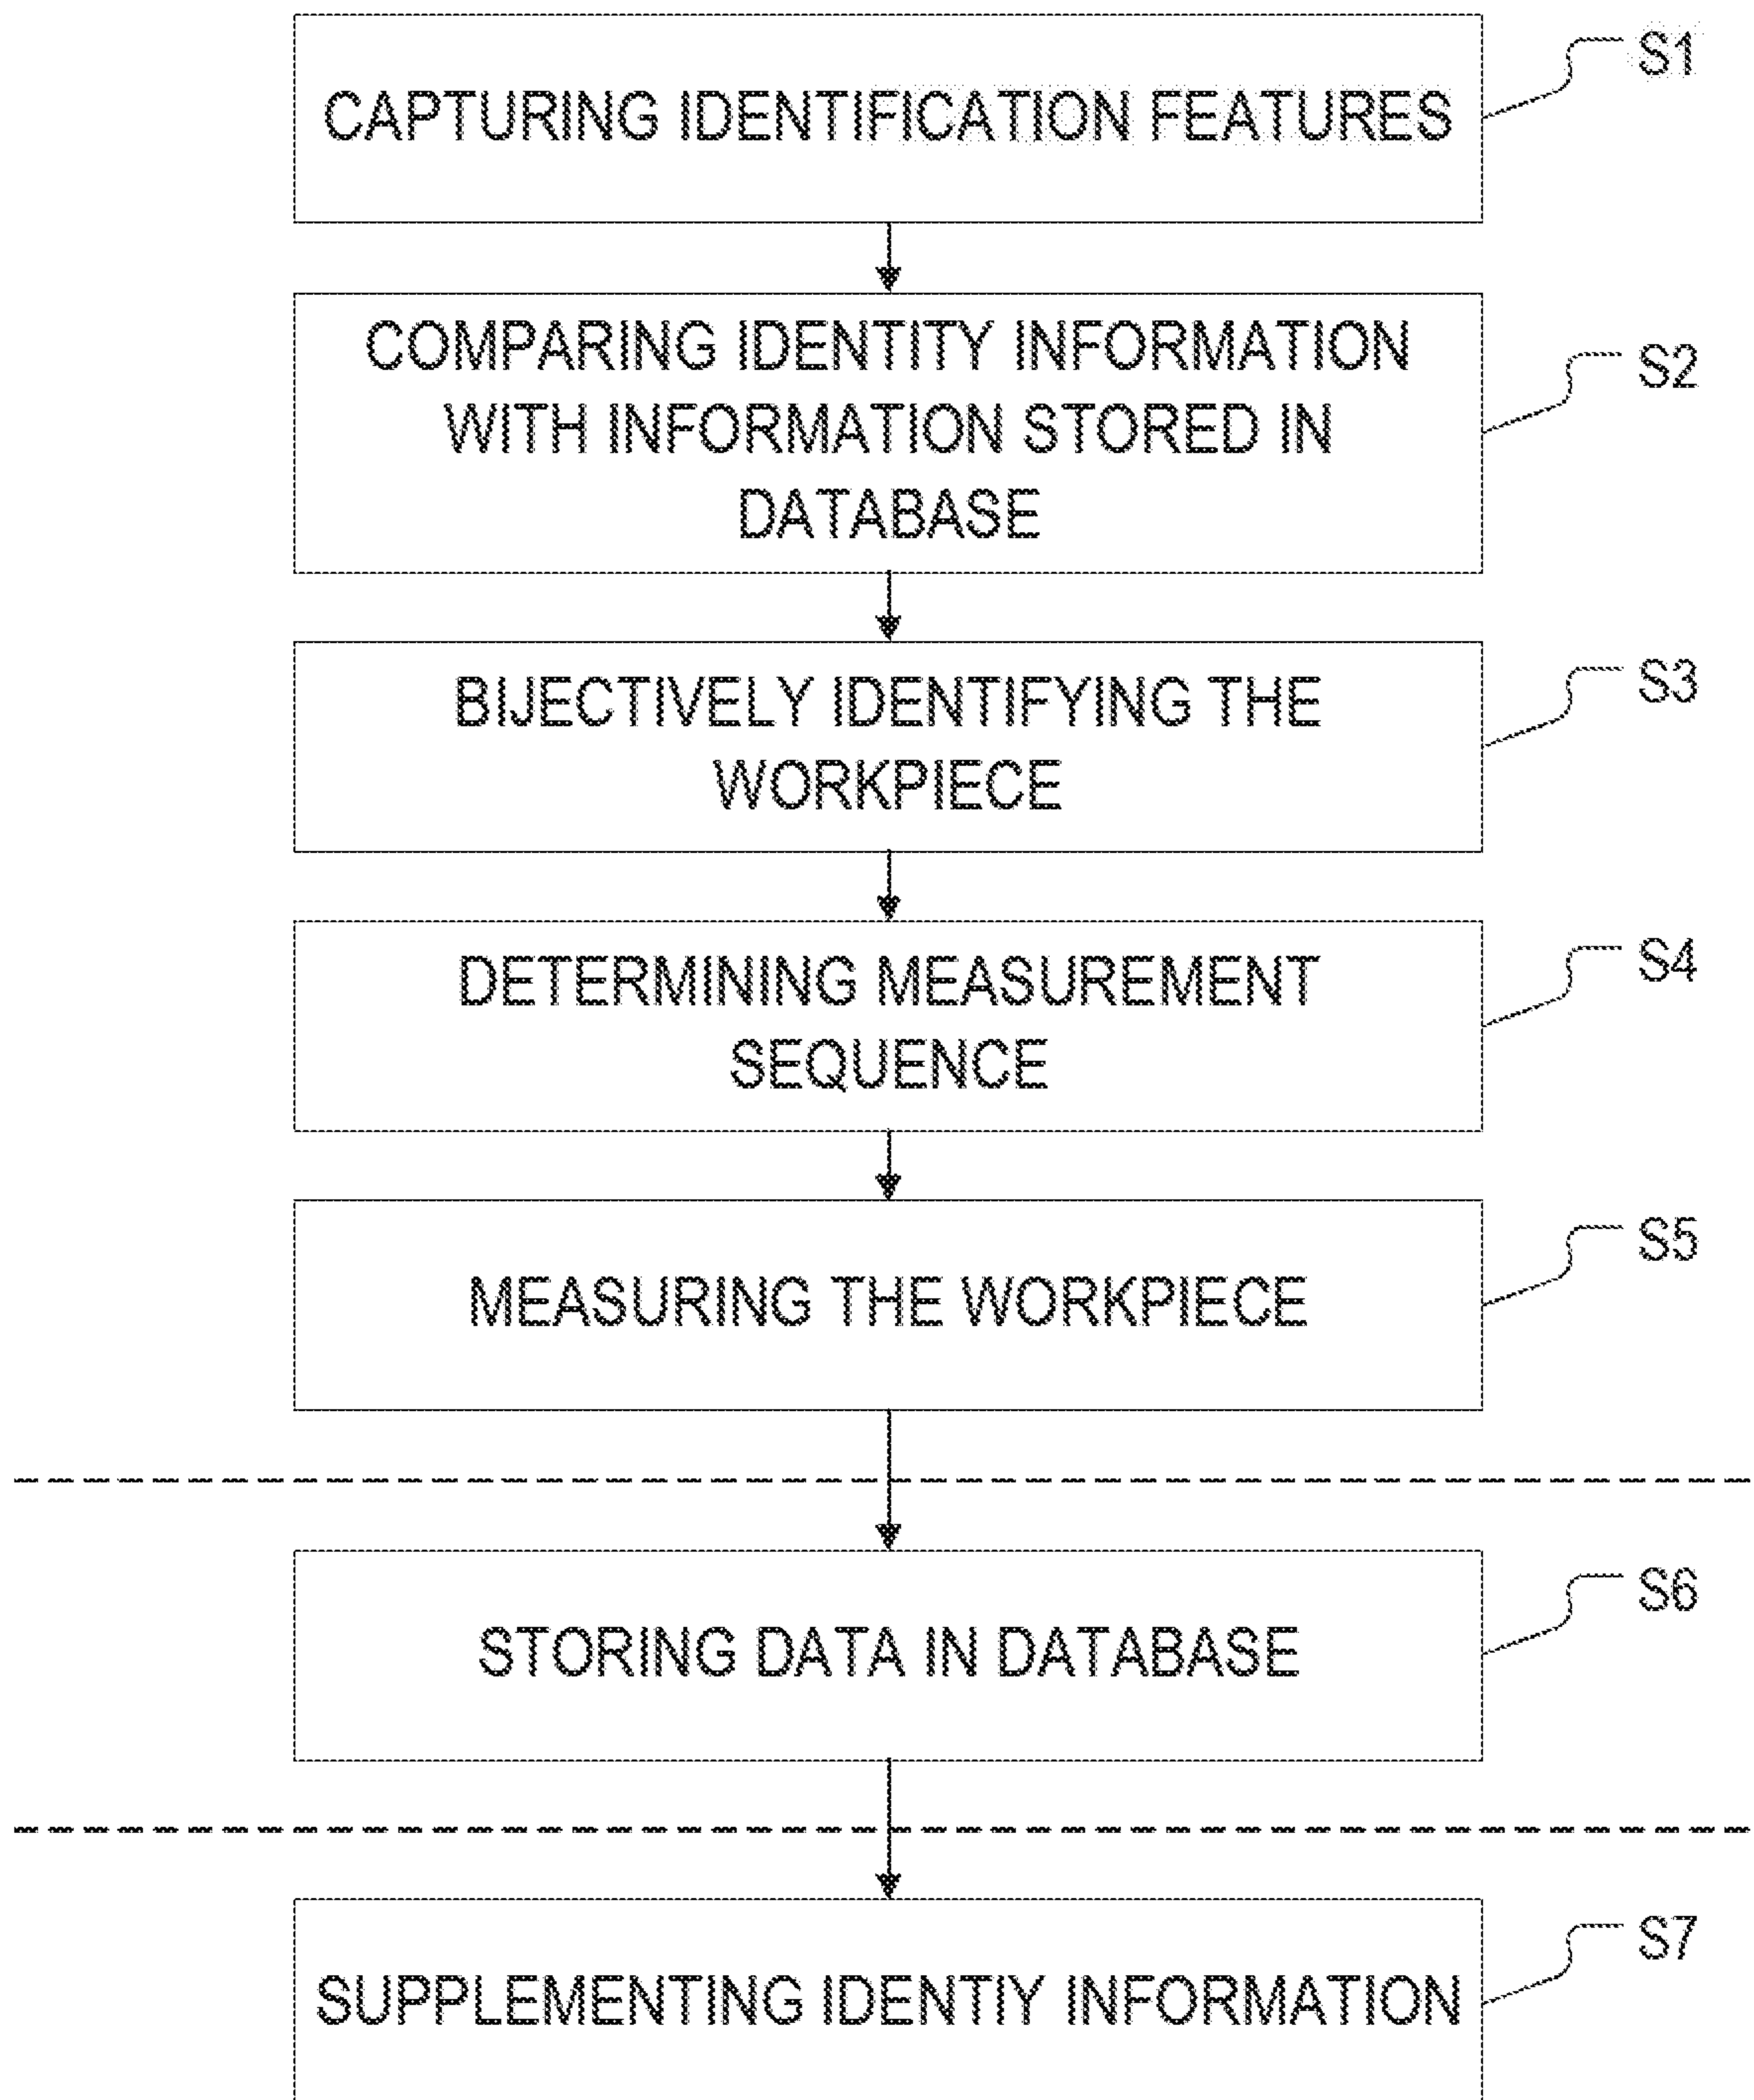 CAPTURING IDENTIFICATION FEATURES
S1
COMPARING IDENTITY INFORMATION
WITH INFORMATION STORED IN
DATABASE
S2
BIJECTIVELY IDENTIFYING THE
WORKPIECE
S3
DETERMINING MEASUREMENT
SEQUENCE
S4
MEASURING THE WORKPIECE
S5
STORING DATA IN DATABASE
S6
SUPPLEMENTING IDENTIY INFORMATION
S7